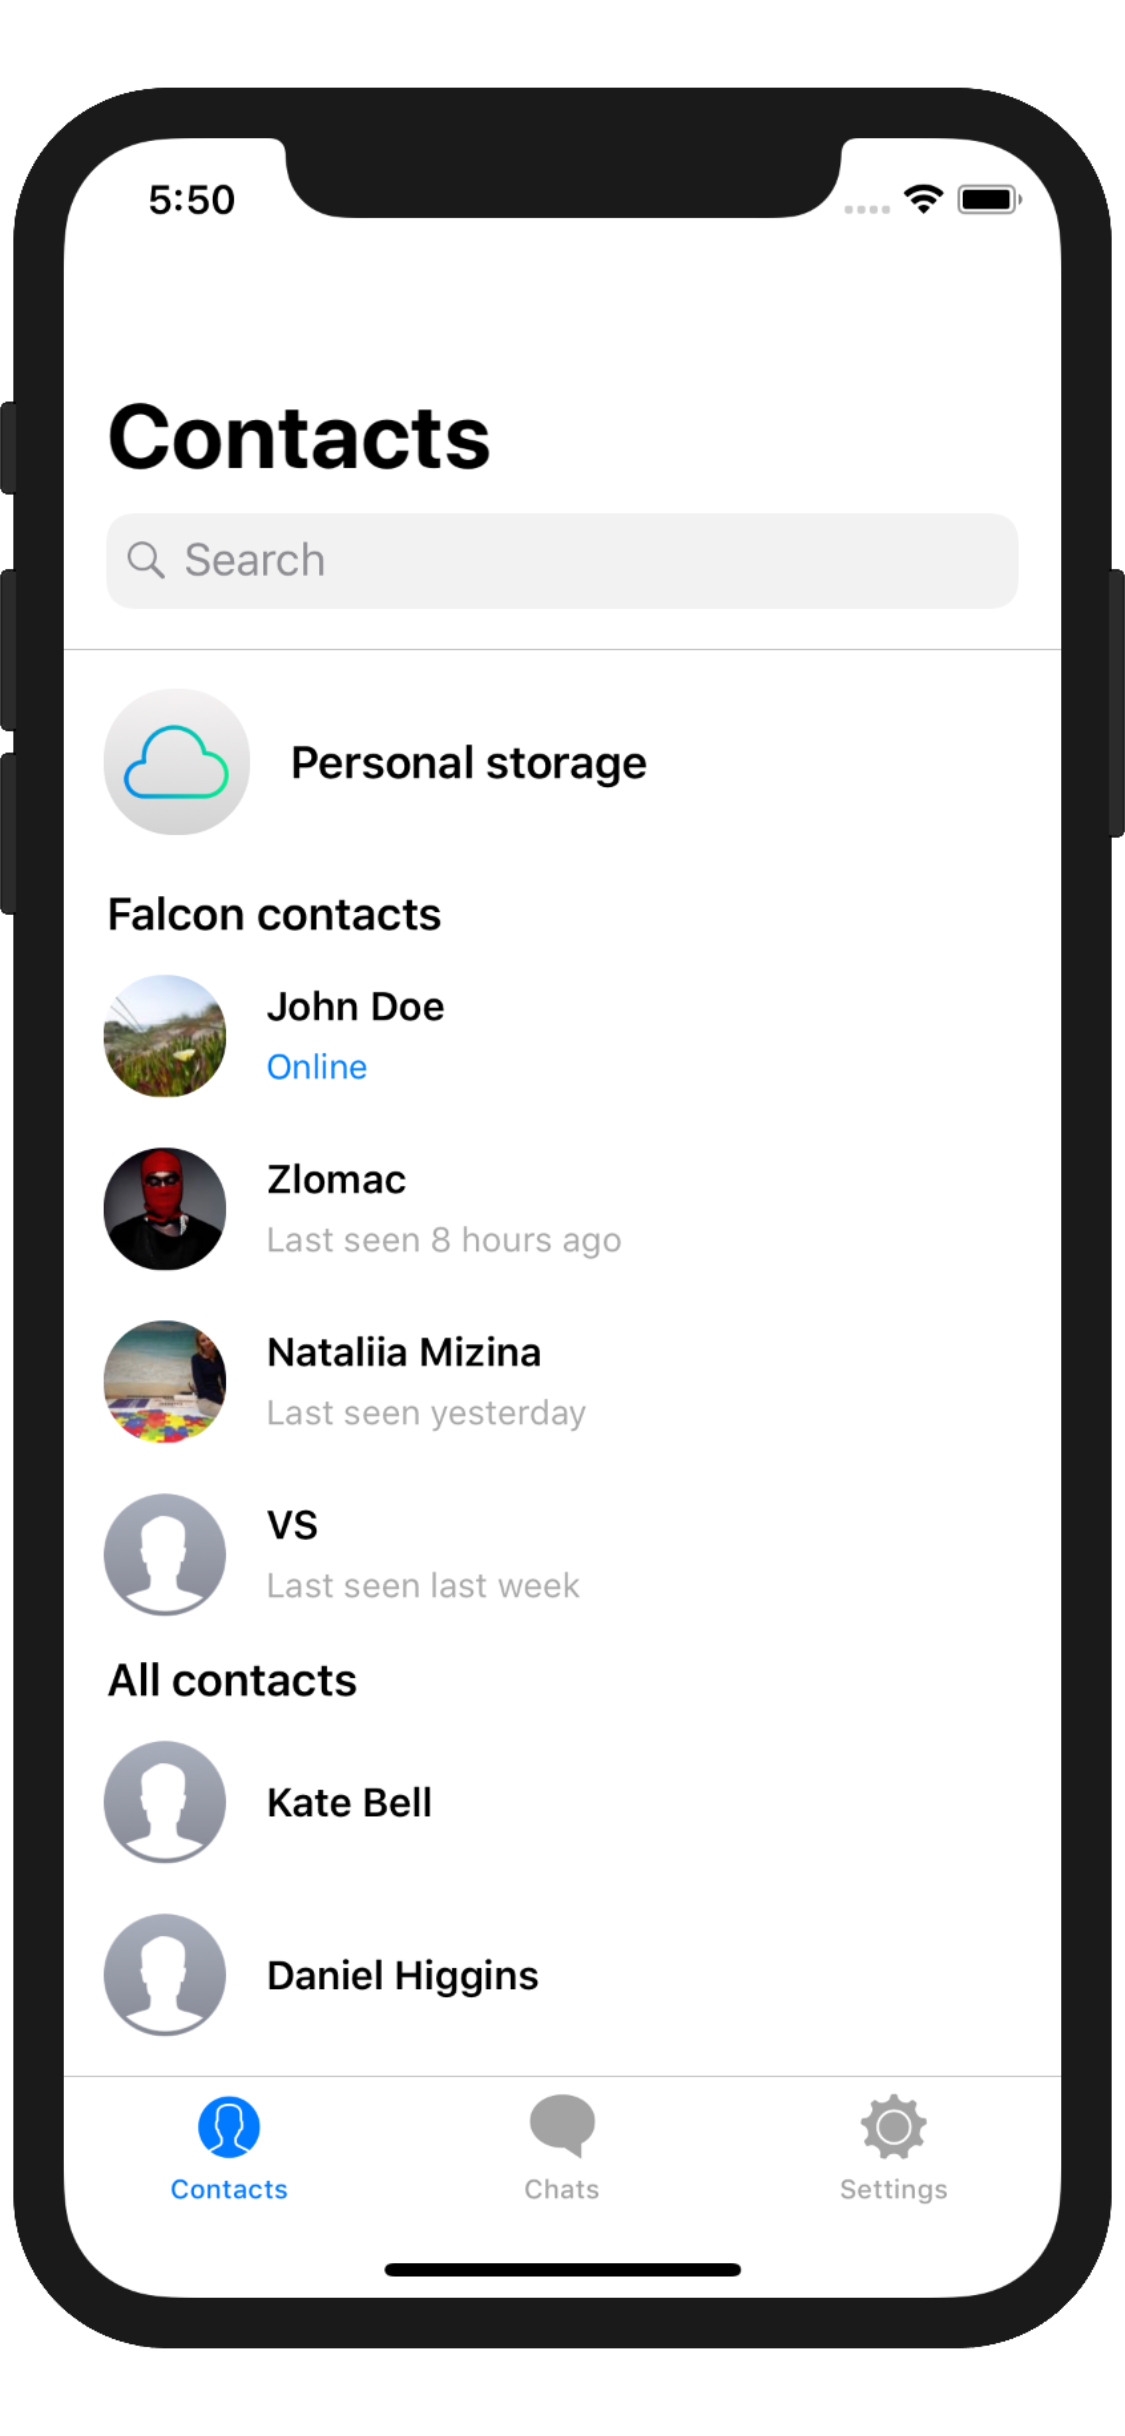 5:50
Contacts
Search
Personal storage
Falcon contacts
John Doe
Online
Zlomac
Last seen 8 hours ago
Nataliia Mizina
Last seen yesterday
VS
Last seen last week
All contacts
Kate Bell
Daniel Higgins
Contacts
Chats
Settings